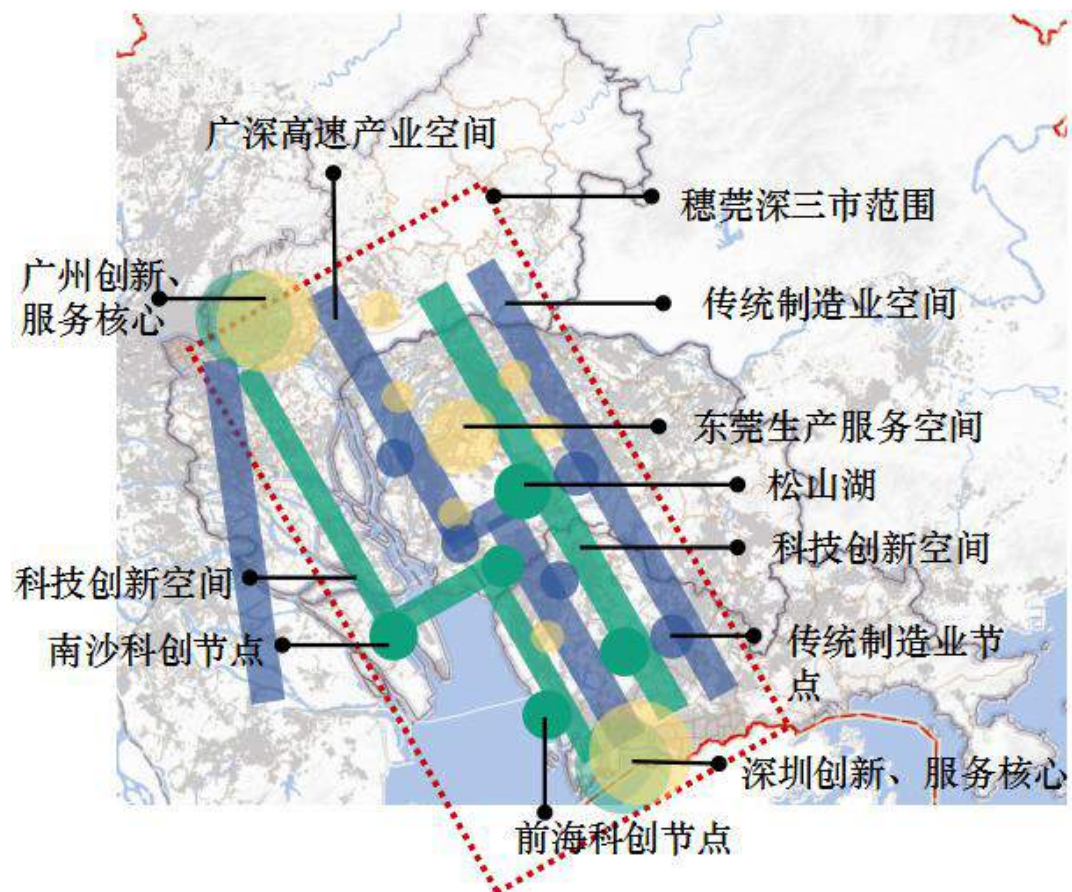 广深高速产业空间
穗莞深三市范围
广州创新、
服务核心
传统制造业空间
东莞生产服务空间
松山湖
科技创新空间
科技创新空间
南沙科创节点
传统制造业节
点
深圳创新、服务核心
前海科创节点